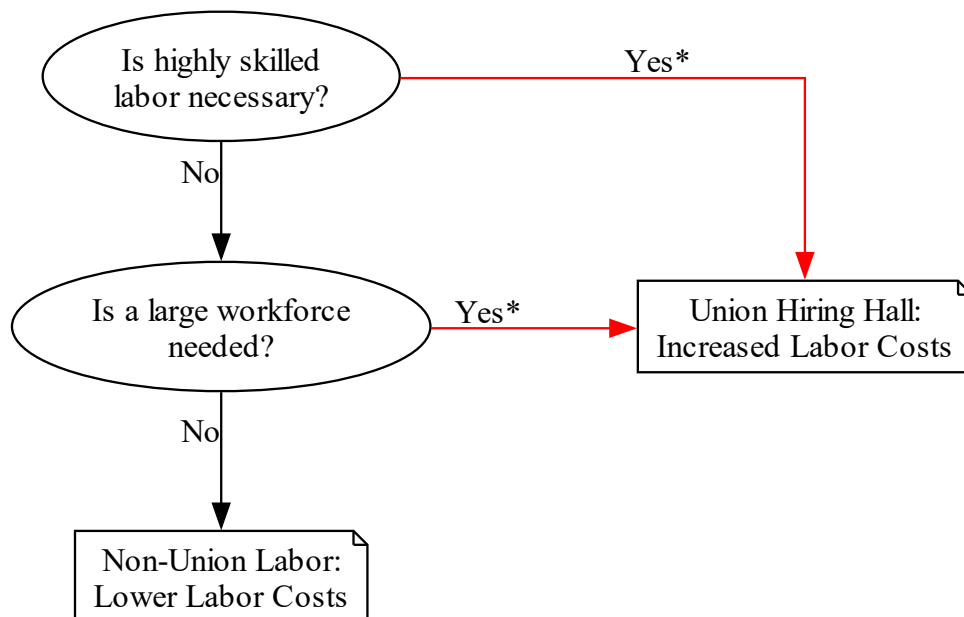 Is highly skilled
labor necessary?
Yes*
No
Is a large workforce
needed?
Yes*
Union Hiring Hall:
Increased Labor Costs
No
Non-Union Labor:
Lower Labor Costs